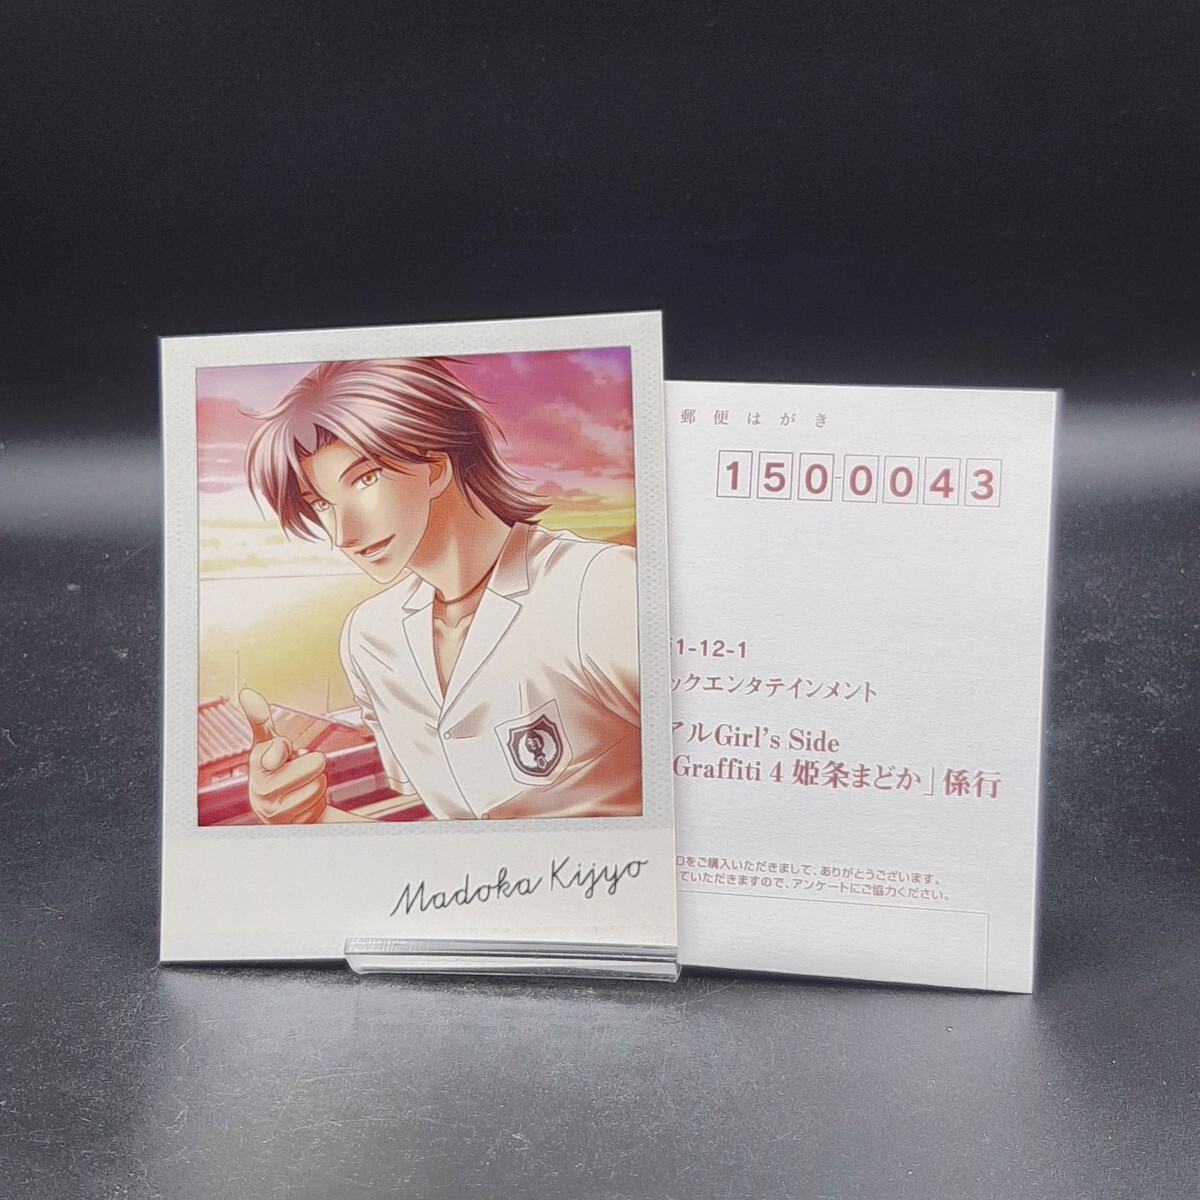 Madoka Kijyo
郵便はがき
150-0043
1-12-1
ックエンタテインメント
アルGirl's Side
Graffiti 4 姫条まどか」係行
Dをご購入いただきまして、ありがとうございます。
ていただきますので、アンケートにご協力ください。